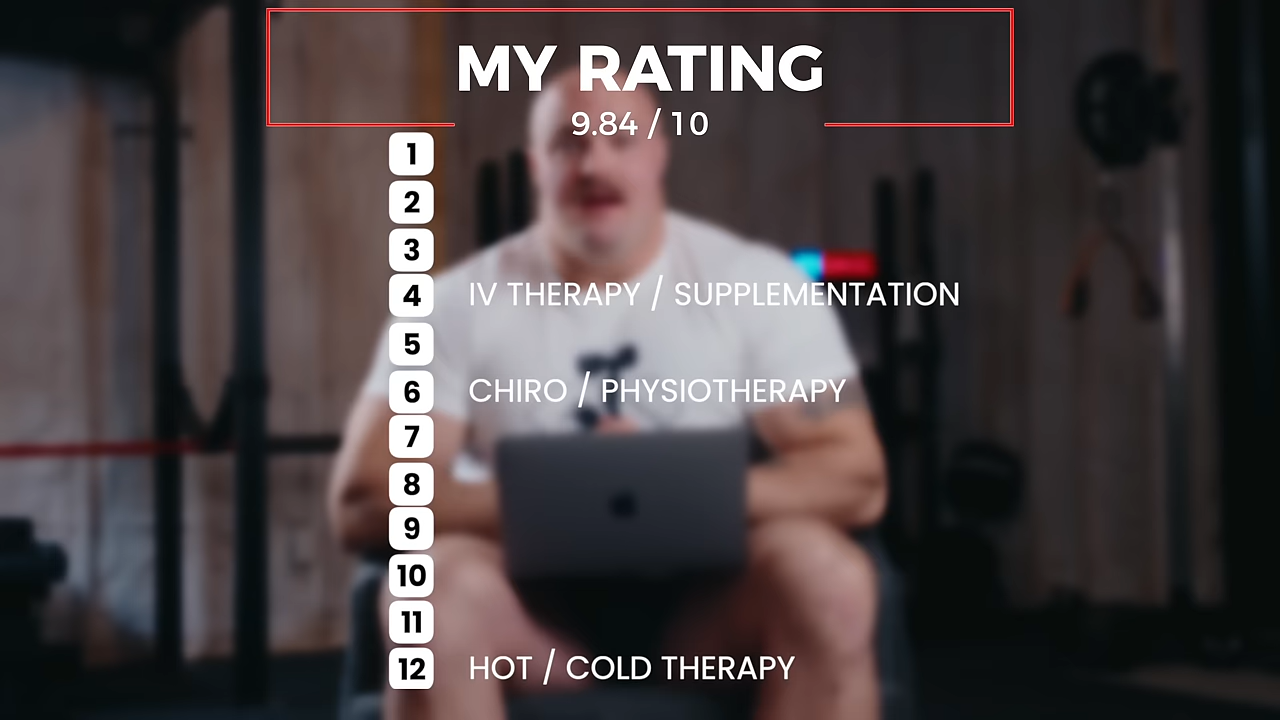 MY RATING
9.84 / 10
1
2
3
4 IV THERAPY / SUPPLEMENTATION
5
6 CHIRO / PHYSIOTHERAPY
7
8
9
10
11
12 HOT / COLD THERAPY